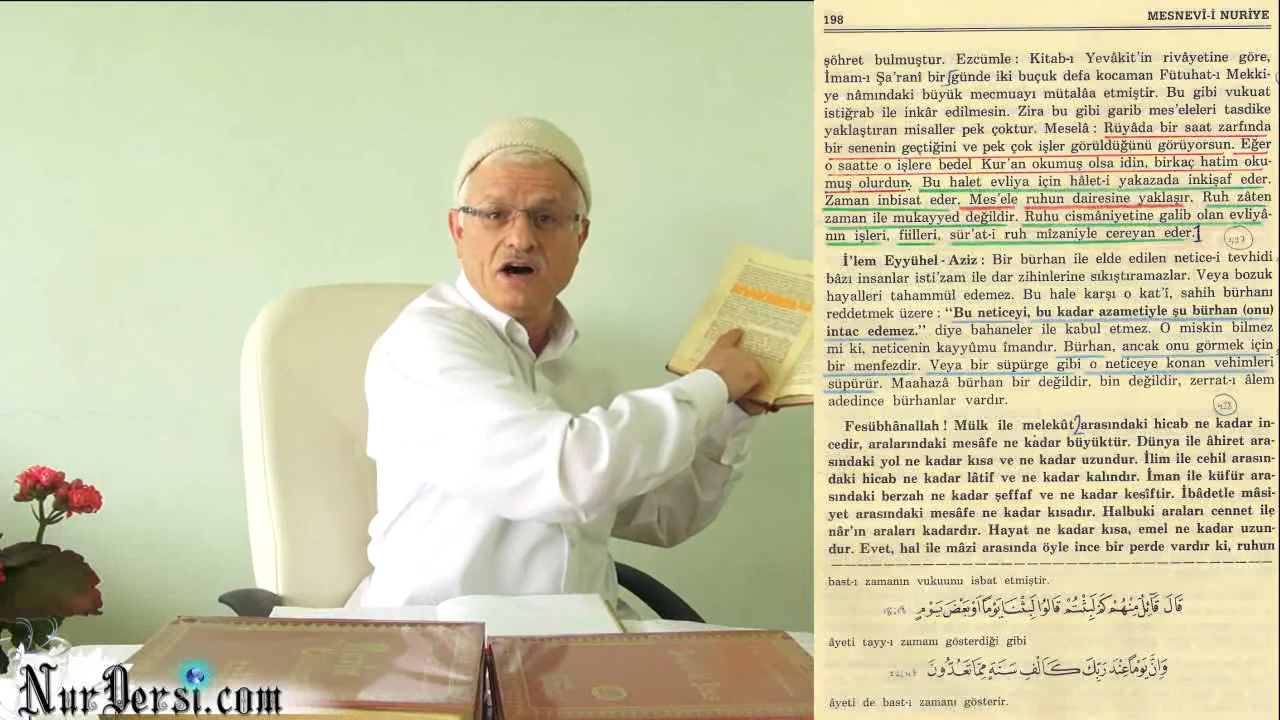 198
MESNEVÎ-İ NURİYE
şöhret bulmuştur. Ezcümle: Kitab-ı Yevâkit'in rivâyetine göre,
İmam-ı Şa'ranî bir günde iki buçuk defa kocaman Fütuhat-ı Mekki-
ye nâmındaki büyük mecmuayı mütalâa etmiştir. Bu gibi vukuat
istiğrab ile inkâr edilmesin. Zira bu gibi garib mes'eleleri tasdike
yaklaştıran misaller pek çoktur. Meselâ: Rüyâda bir saat zarfında
bir senenin geçtiğini ve pek çok işler görüldüğünü görüyorsun. Eğer
o saatte o işlere bedel Kur'an okumuş olsa idin, birkaç hatim oku-
muş olurdun. Bu halet evliya için hâlet-i yakazada inkişaf eder.
Zaman inbisat eder. Mes'ele ruhun dairesine yaklaşır. Ruh zâten
zaman ile mukayyed değildir. Ruhu cismâniyetine galib olan evliyâ-
nın işleri, fiilleri, sür'at-i ruh mîzaniyle cereyan eder. 1
497
İ'lem Eyyühel-Aziz: Bir bürhan ile elde edilen netice-i tevhidi
bâzı insanlar isti'zam ile dar zihinlerine sıkıştıramazlar. Veya bozuk
hayalleri tahammül edemez. Bu hale karşı o kat'î, sahih bürhanı
reddetmek üzere: "Bu neticeyi, bu kadar azametiyle şu bürhan (onu)
intac edemez." diye bahaneler ile kabul etmez. O miskin bilmez
mi ki, neticenin kayyûmu îmandır. Bürhan, ancak onu görmek için
bir menfezdir. Veya bir süpürge gibi o neticeye konan vehimleri
süpürür. Maahazâ bürhan bir değildir, bin değildir, zerrat-ı âlem
adedince bürhanlar vardır.
498
Fesübhânallah! Mülk ile melekût 2 arasındaki hicab ne kadar in-
cedir, aralarındaki mesâfe ne kadar büyüktür. Dünya ile âhiret ara-
sındaki yol ne kadar kısa ve ne kadar uzundur. İlim ile cehil arasın-
daki hicab ne kadar lâtif ve ne kadar kalındır. İman ile küfür ara-
sındaki berzah ne kadar şeffaf ve ne kadar kesîftir. İbâdetle mâsi-
yet arasındaki mesâfe ne kadar kısadır. Halbuki araları cennet ile
nâr'ın araları kadardır. Hayat ne kadar kısa, emel ne kadar uzun-
dur. Evet, hal ile mâzi arasında öyle ince bir perde vardır ki, ruhun
bast-ı zamanın vukuunu isbat etmiştir.
قَالَ قَائِلٌ مِنْهُمْ كَمْ لَبِثْتُمْ قَالُوا لَبِثْنَا يَوْمًا اَوْ بَعْضَ يَوْمٍ 18:19
âyeti tayy-ı zamanı gösterdiği gibi
وَاِنَّ يَوْمًا عِنْدَ رَبِّكَ كَاَلْفِ سَنَةٍ مِمَّا تَعُدُّونَ 22:47
âyeti de bast-ı zamanı gösterir.
NurDersi.com